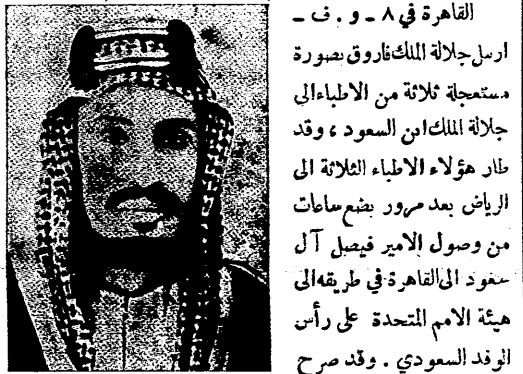 القاهرة في ٨ ـ و . ف ـ
ارسل جلالة الملك فاروق بصورة
مستعجلة ثلاثة من الاطباء الى
جلالة الملك ابن السعود ، وقد
طار هؤلاء الاطباء الثلاثة الى
الرياض بعد مرور بضع ساعات
من وصول الامير فيصل آل
سعود الى القاهرة في طريقه الى
هيئة الامم المتحدة على رأس
الوفد السعودي . وقد صرح